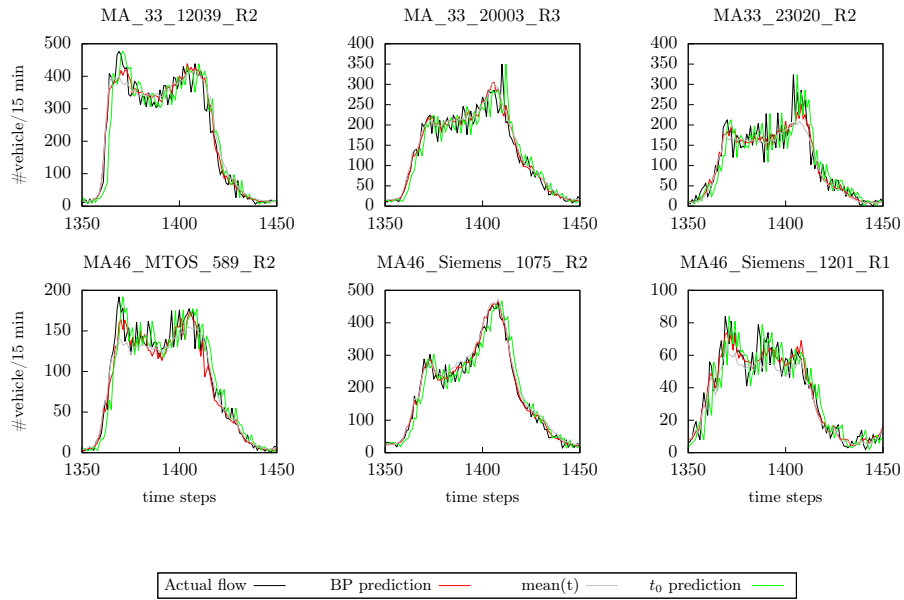 MA_33_12039_R2 MA_33_20003_R3 MA33_23020_R2
#vehicle/15 min
500
400
300
200
100
0
1350 1400 1450
400
350
300
250
200
150
100
50
0
1350 1400 1450
400
350
300
250
200
150
100
50
0
1350 1400 1450
MA46_MTOS_589_R2 MA46_Siemens_1075_R2 MA46_Siemens_1201_R1
#vehicle/15 min
200
150
100
50
0
1350 1400 1450
time steps
500
400
300
200
100
0
1350 1400 1450
time steps
100
80
60
40
20
0
1350 1400 1450
time steps
Actual flow BP prediction mean(t) t₀ prediction